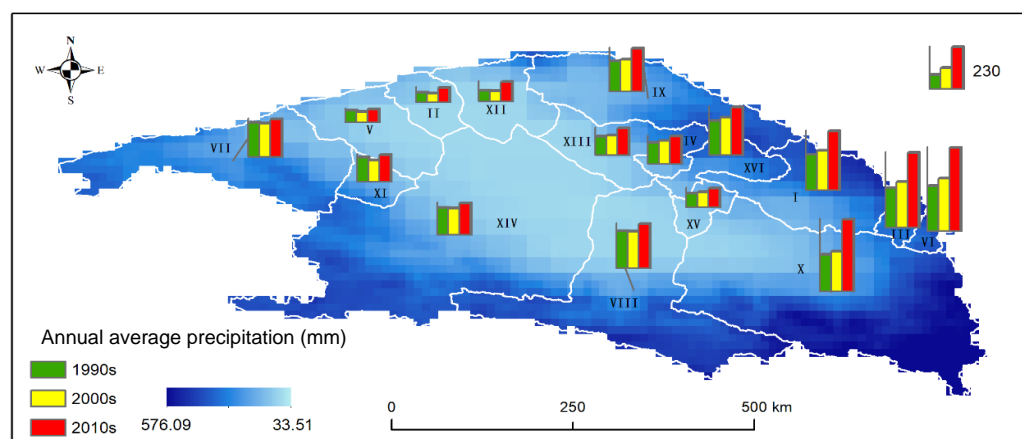 N
W E
S
230
IX
II
XII
V
VII
XIII
IV
XVI
XI
I
XIV
XV
III
VI
X
VIII
Annual average precipitation (mm)
1990s
2000s
2010s
576.09 33.51
0 250 500 km